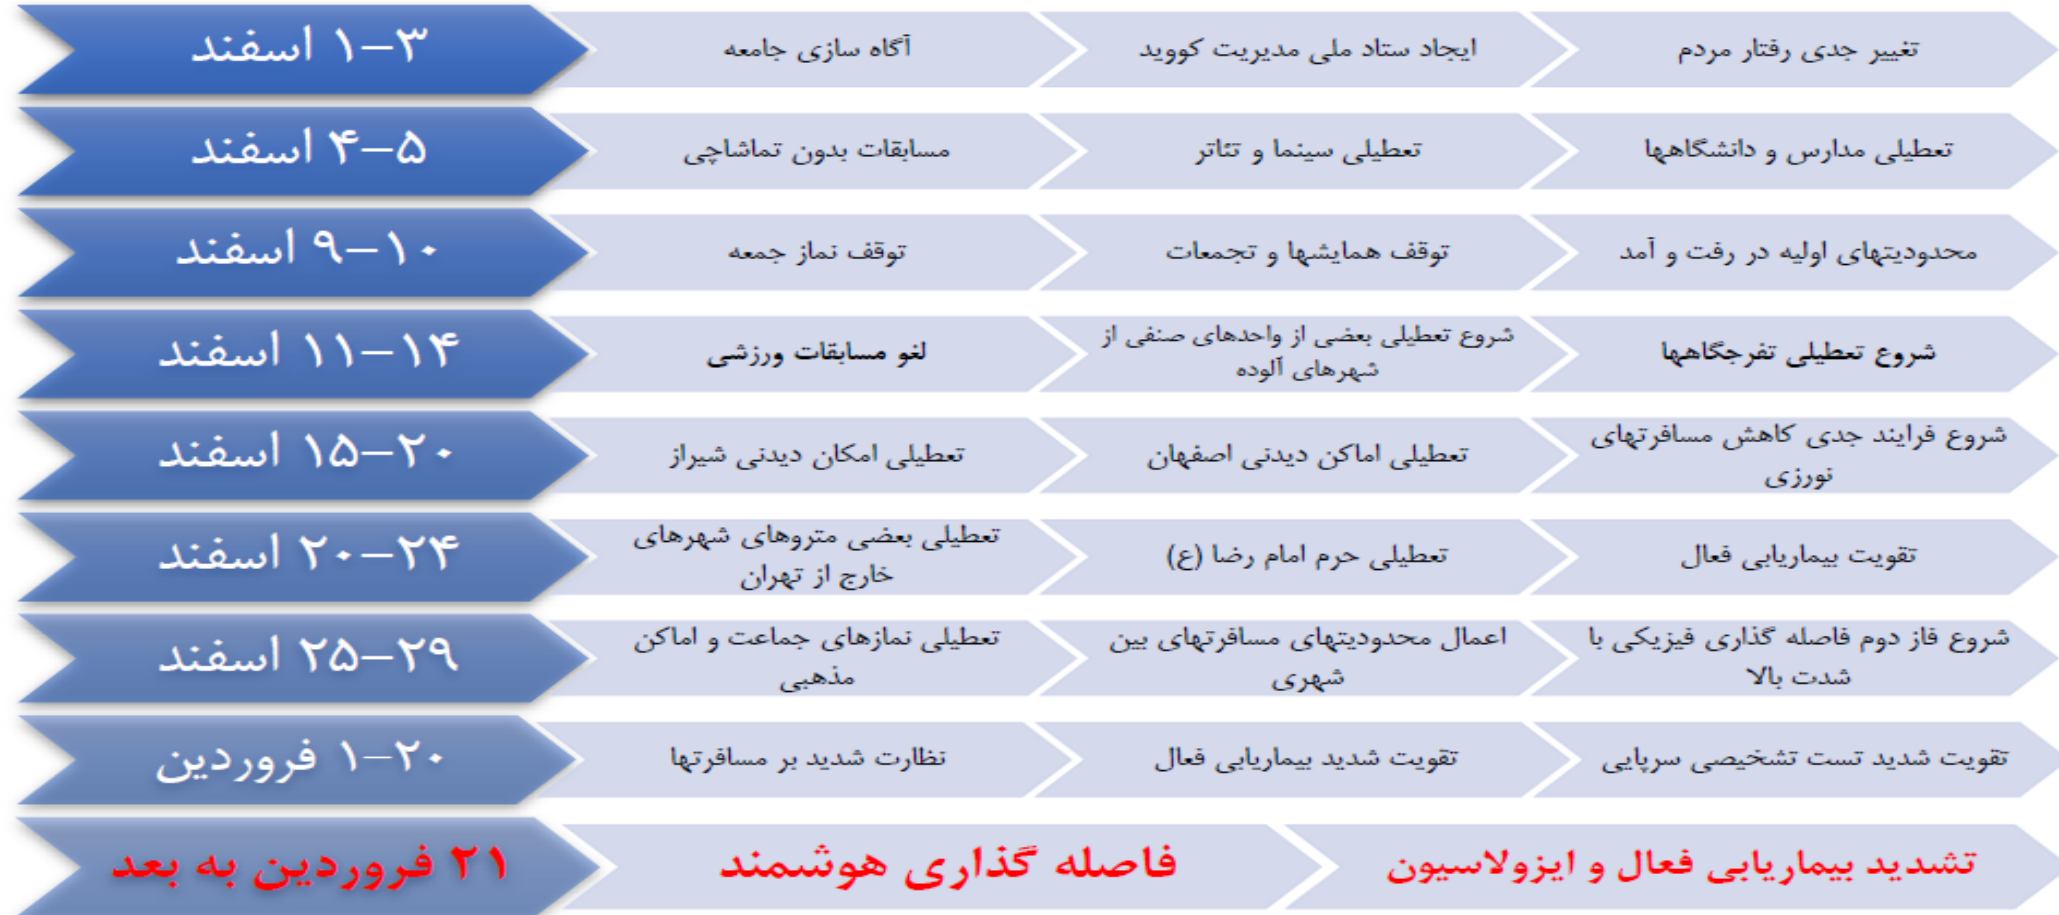 ۱–۳ اسفند
آگاه سازی جامعه
ایجاد ستاد ملی مدیریت کووید
تغییر جدی رفتار مردم
۴–۵ اسفند
مسابقات بدون تماشاچی
تعطیلی سینما و تئاتر
تعطیلی مدارس و دانشگاهها
۹–۱۰ اسفند
توقف نماز جمعه
توقف همایشها و تجمعات
محدودیتهای اولیه در رفت و آمد
۱۱–۱۴ اسفند
لغو مسابقات ورزشی
شروع تعطیلی بعضی از واحدهای صنفی از
شهرهای آلوده
شروع تعطیلی تفرجگاهها
۱۵–۲۰ اسفند
تعطیلی امکان دیدنی شیراز
تعطیلی اماکن دیدنی اصفهان
شروع فرایند جدی کاهش مسافرتهای
نورزی
۲۰–۲۴ اسفند
تعطیلی بعضی متروهای شهرهای
خارج از تهران
تعطیلی حرم امام رضا (ع)
تقویت بیماریابی فعال
۲۵–۲۹ اسفند
تعطیلی نمازهای جماعت و اماکن
مذهبی
اعمال محدودیتهای مسافرتهای بین
شهری
شروع فاز دوم فاصله گذاری فیزیکی با
شدت بالا
۱–۲۰ فروردین
نظارت شدید بر مسافرتها
تقویت شدید بیماریابی فعال
تقویت شدید تست تشخیصی سرپایی
۲۱ فروردین به بعد
فاصله گذاری هوشمند
تشدید بیماریابی فعال و ایزولاسیون